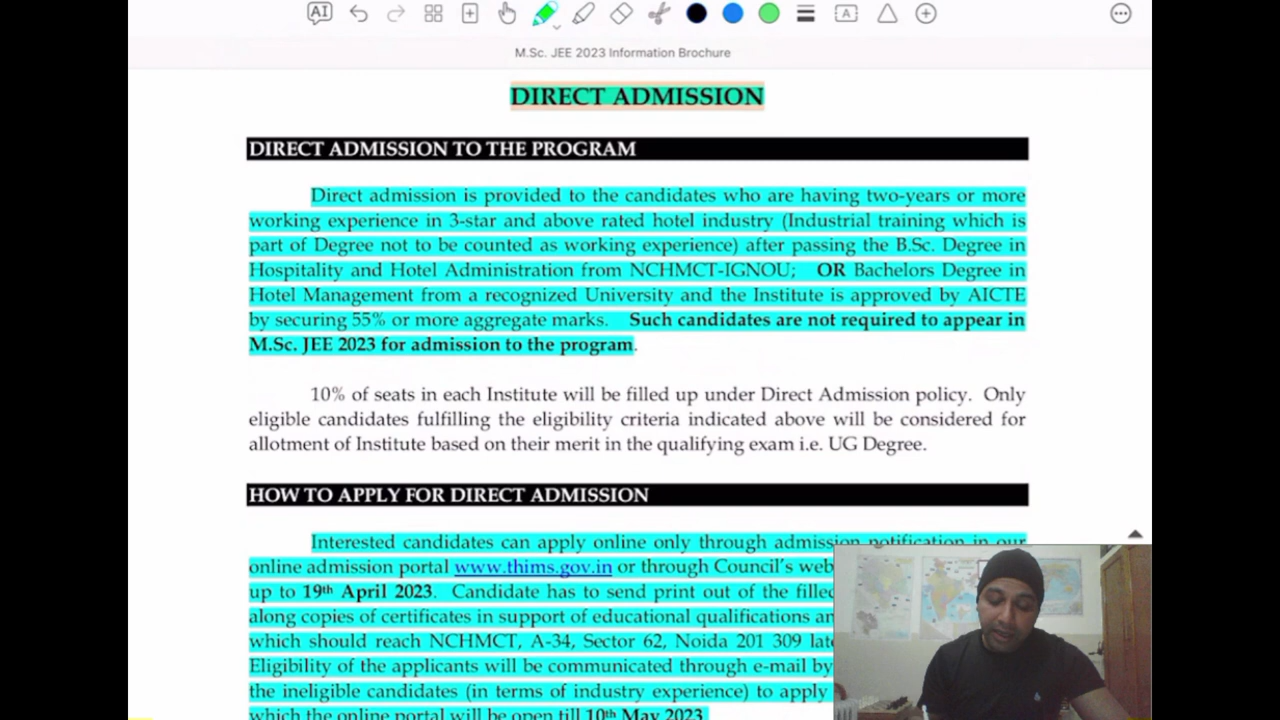 AI
A
M.Sc. JEE 2023 Information Brochure
DIRECT ADMISSION
DIRECT ADMISSION TO THE PROGRAM
Direct admission is provided to the candidates who are having two-years or more
working experience in 3-star and above rated hotel industry (Industrial training which is
part of Degree not to be counted as working experience) after passing the B.Sc. Degree in
Hospitality and Hotel Administration from NCHMCT-IGNOU; OR Bachelors Degree in
Hotel Management from a recognized University and the Institute is approved by AICTE
by securing 55% or more aggregate marks. Such candidates are not required to appear in
M.Sc. JEE 2023 for admission to the program.
10% of seats in each Institute will be filled up under Direct Admission policy. Only
eligible candidates fulfilling the eligibility criteria indicated above will be considered for
allotment of Institute based on their merit in the qualifying exam i.e. UG Degree.
HOW TO APPLY FOR DIRECT ADMISSION
Interested candidates can apply online only through admission notification in our
online admission portal www.thims.gov.in or through Council's web
up to 19th April 2023. Candidate has to send print out of the filled
along copies of certificates in support of educational qualifications an
which should reach NCHMCT, A-34, Sector 62, Noida 201 309 late
Eligibility of the applicants will be communicated through e-mail by
the ineligible candidates (in terms of industry experience) to apply
which the online portal will be open till 10th May 2023.